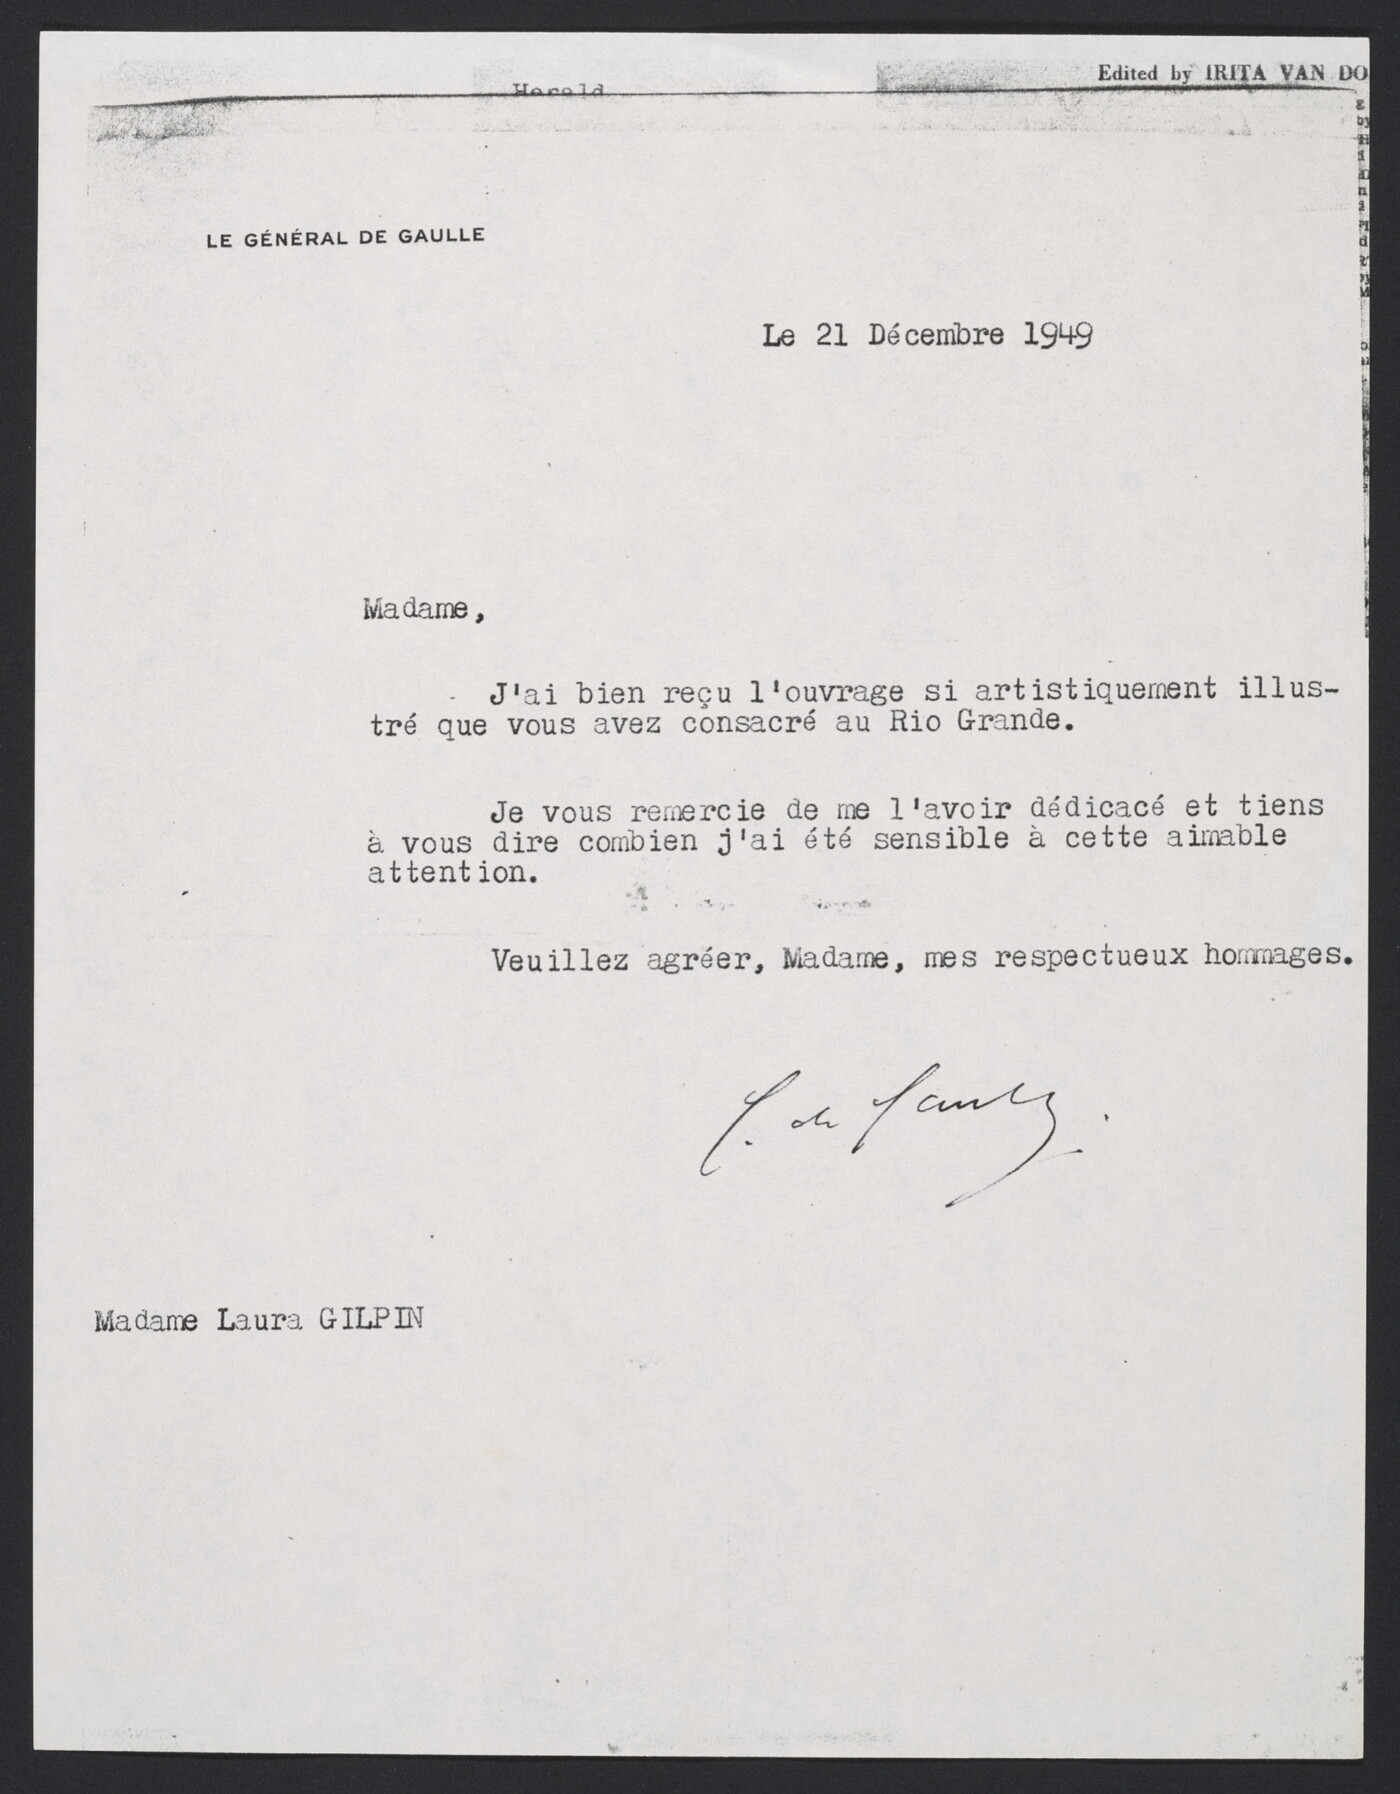 Herald
Edited by IRITA VAN DO
LE GÉNÉRAL DE GAULLE
Le 21 Décembre 1949
Madame,
J'ai bien reçu l'ouvrage si artistiquement illus-
tré que vous avez consacré au Rio Grande.
Je vous remercie de me l'avoir dédicacé et tiens
à vous dire combien j'ai été sensible à cette aimable
attention.
Veuillez agréer, Madame, mes respectueux hommages.
C. de Gaulle
Madame Laura GILPIN